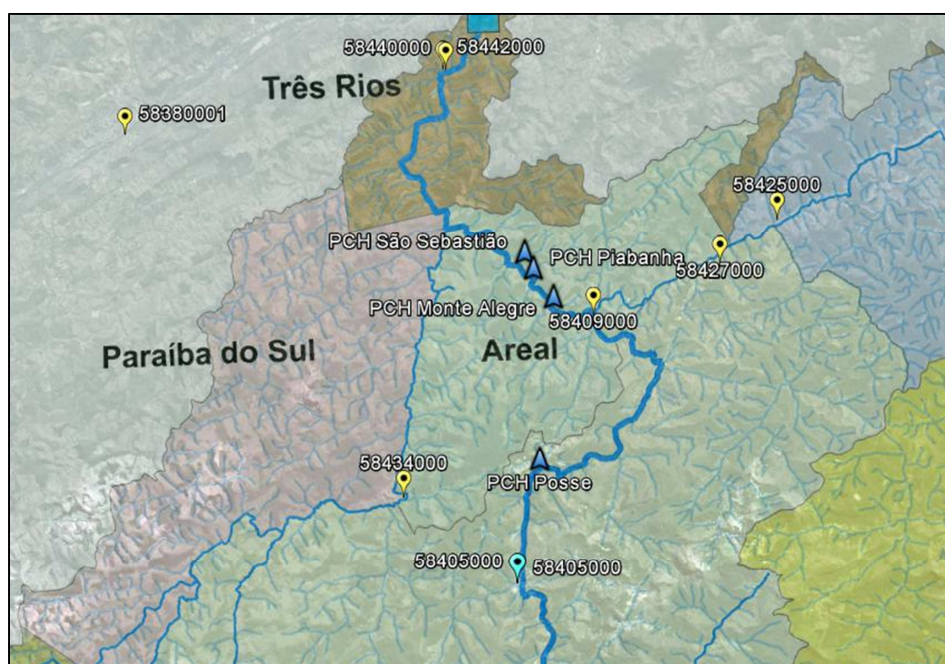 58440000 58442000
Três Rios
58380001
58425000
PCH São Sebastião
PCH Piabanha
58427000
PCH Monte Alegre
58409000
Paraíba do Sul
Areal
58434000
PCH Posse
58405000 58405000